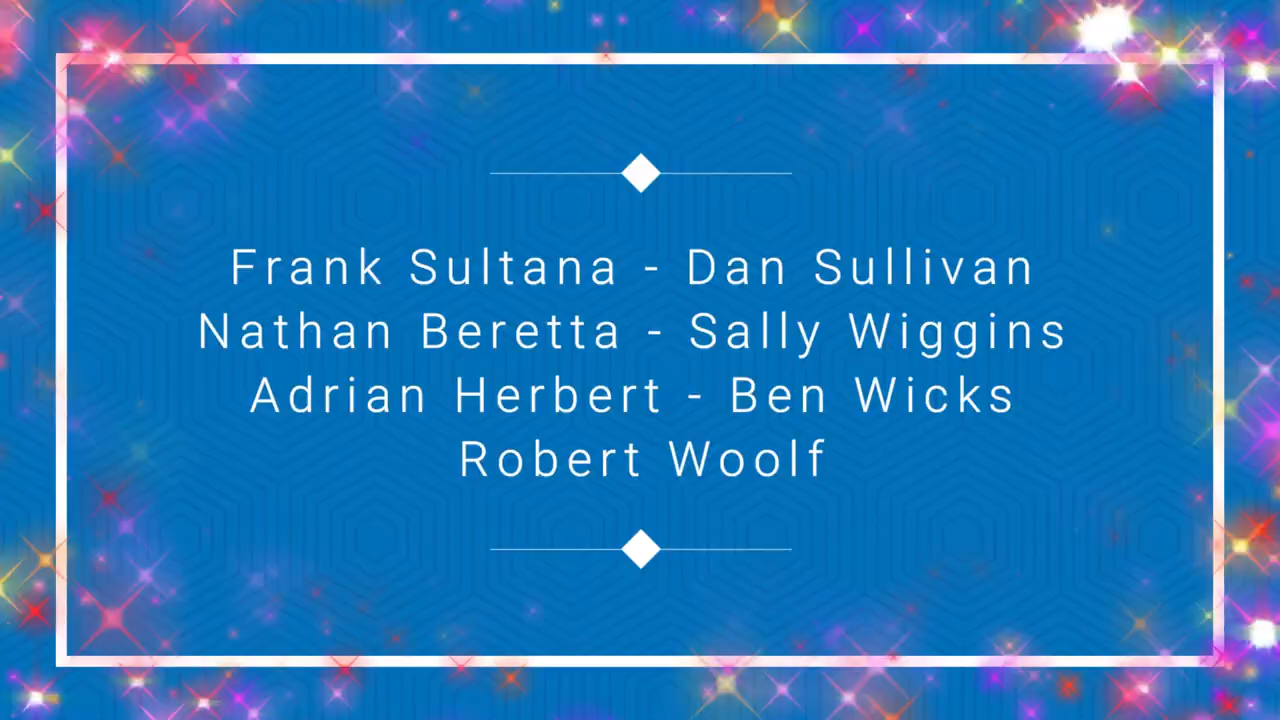 Frank Sultana - Dan Sullivan
Nathan Beretta - Sally Wiggins
Adrian Herbert - Ben Wicks
Robert Woolf